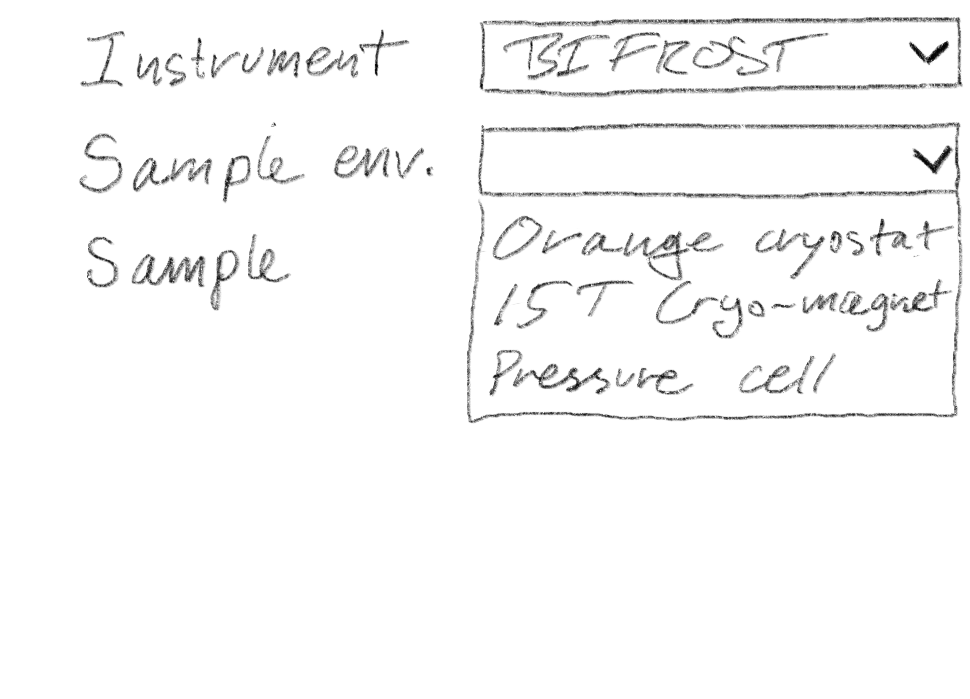 Instrument BIFROST
Sample env.
Orange cryostat
Sample
15T Cryo-magnet
Pressure cell